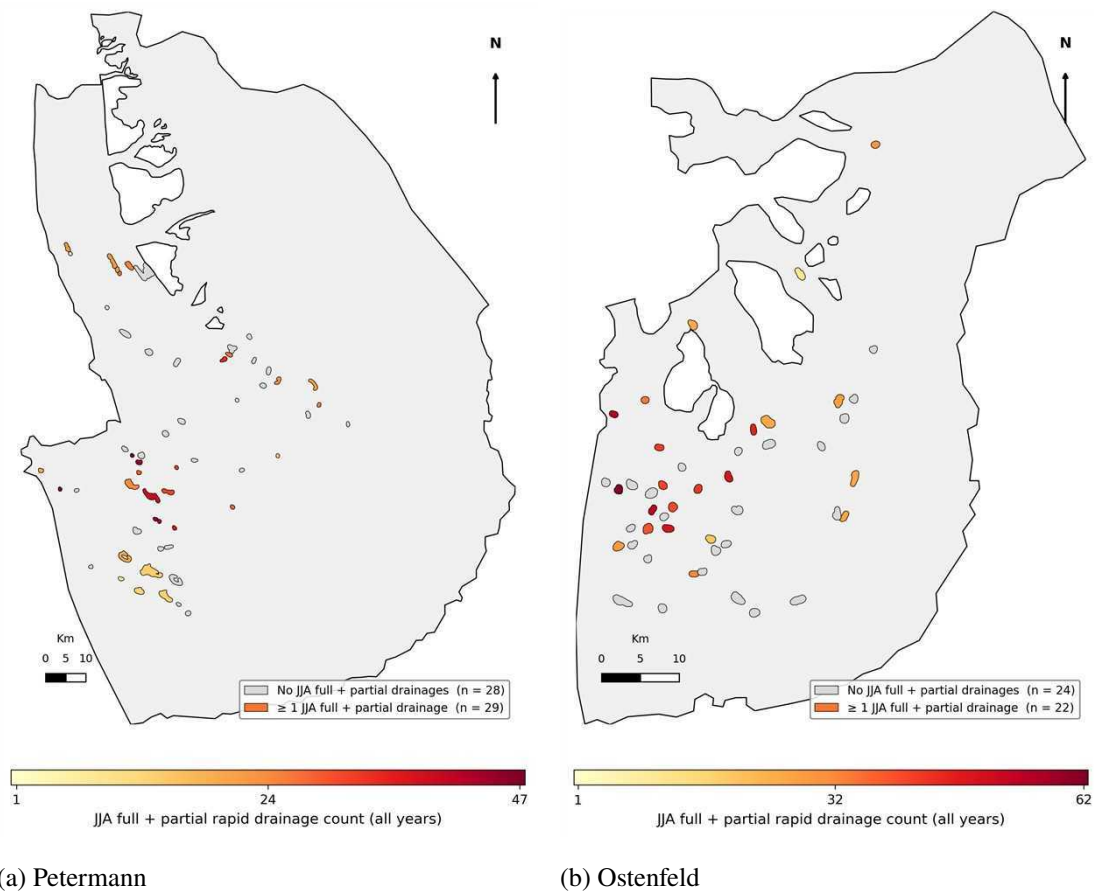 N
N
Km
0 5 10
No JJA full + partial drainages (n = 28)
≥ 1 JJA full + partial drainage (n = 29)
Km
0 5 10
No JJA full + partial drainages (n = 24)
≥ 1 JJA full + partial drainage (n = 22)
1 24 47
JJA full + partial rapid drainage count (all years)
1 32 62
JJA full + partial rapid drainage count (all years)
(a) Petermann
(b) Ostenfeld